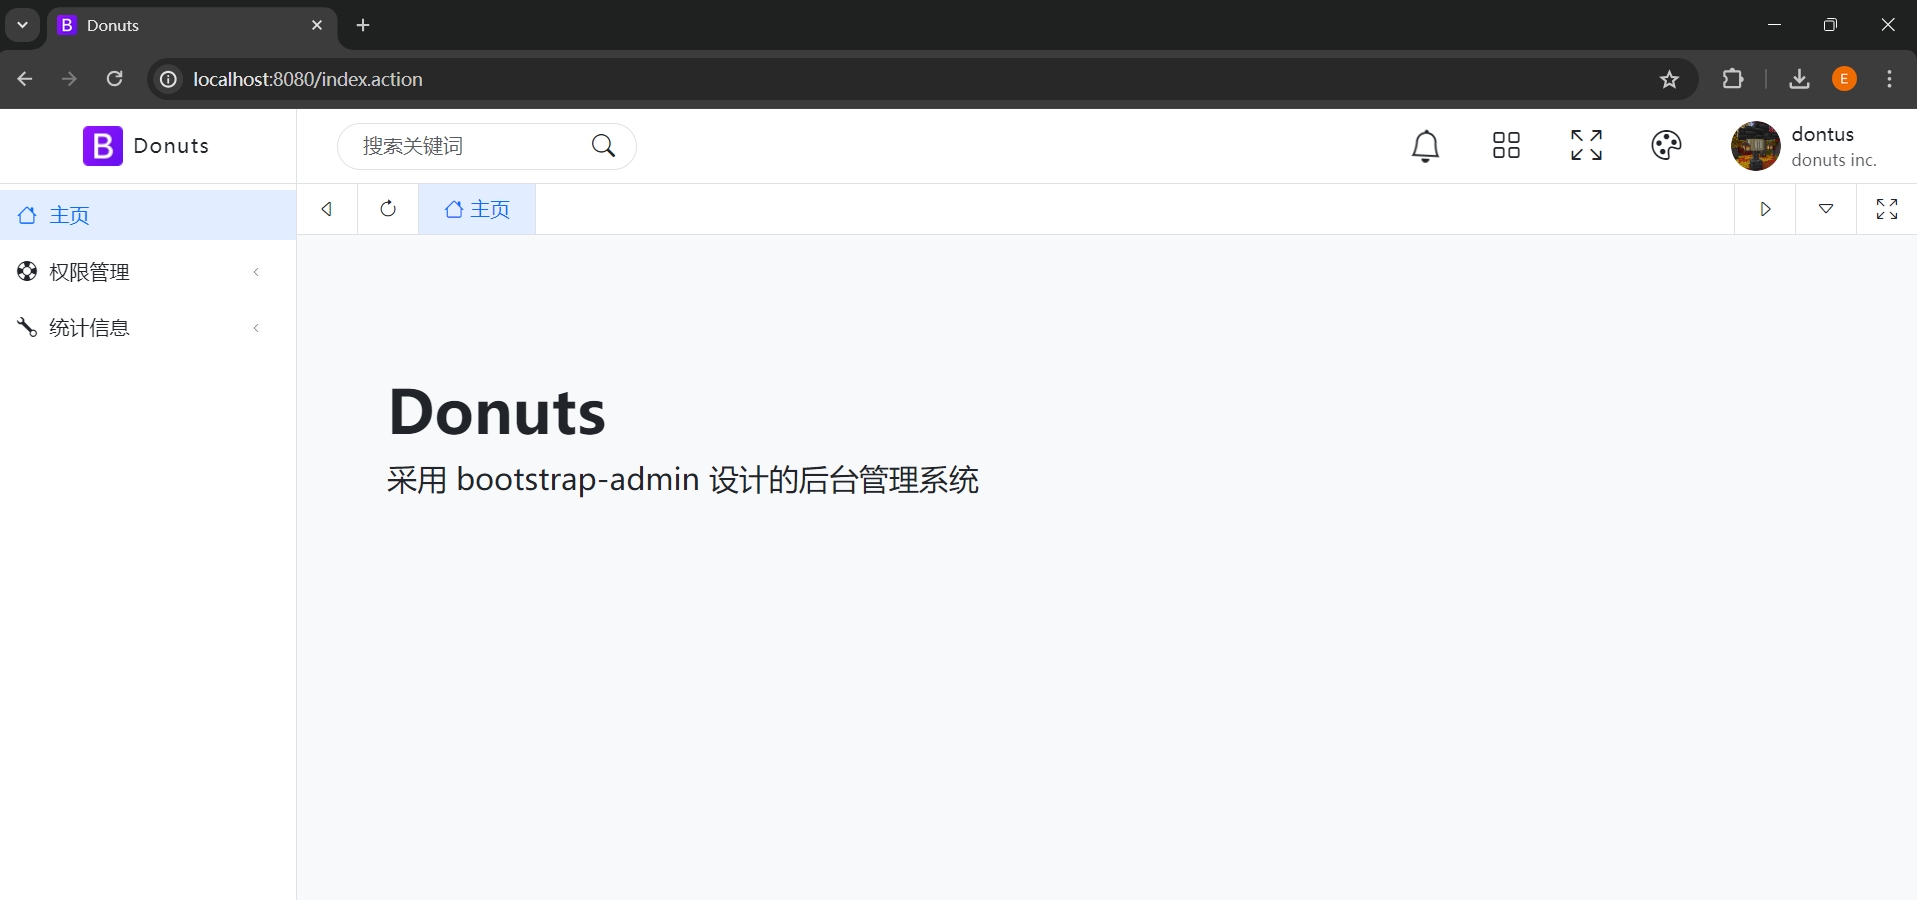 Donuts
localhost:8080/index.action
E
B Donuts
搜索关键词
dontus
donuts inc.
主页
主页
权限管理
统计信息
Donuts
采用 bootstrap-admin 设计的后台管理系统